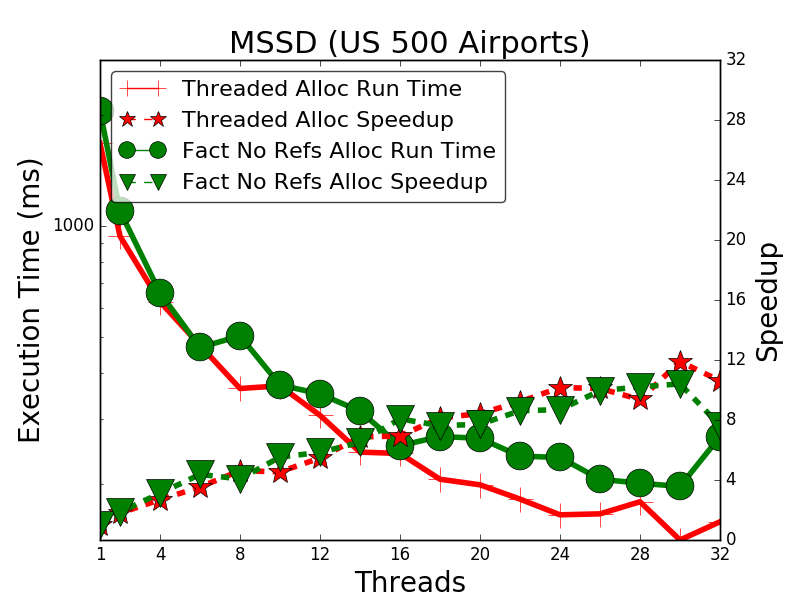 MSSD (US 500 Airports)
Threaded Alloc Run Time
Threaded Alloc Speedup
Fact No Refs Alloc Run Time
Fact No Refs Alloc Speedup
Execution Time (ms)
1000
Speedup
32
28
24
20
16
12
8
4
0
1 4 8 12 16 20 24 28 32
Threads